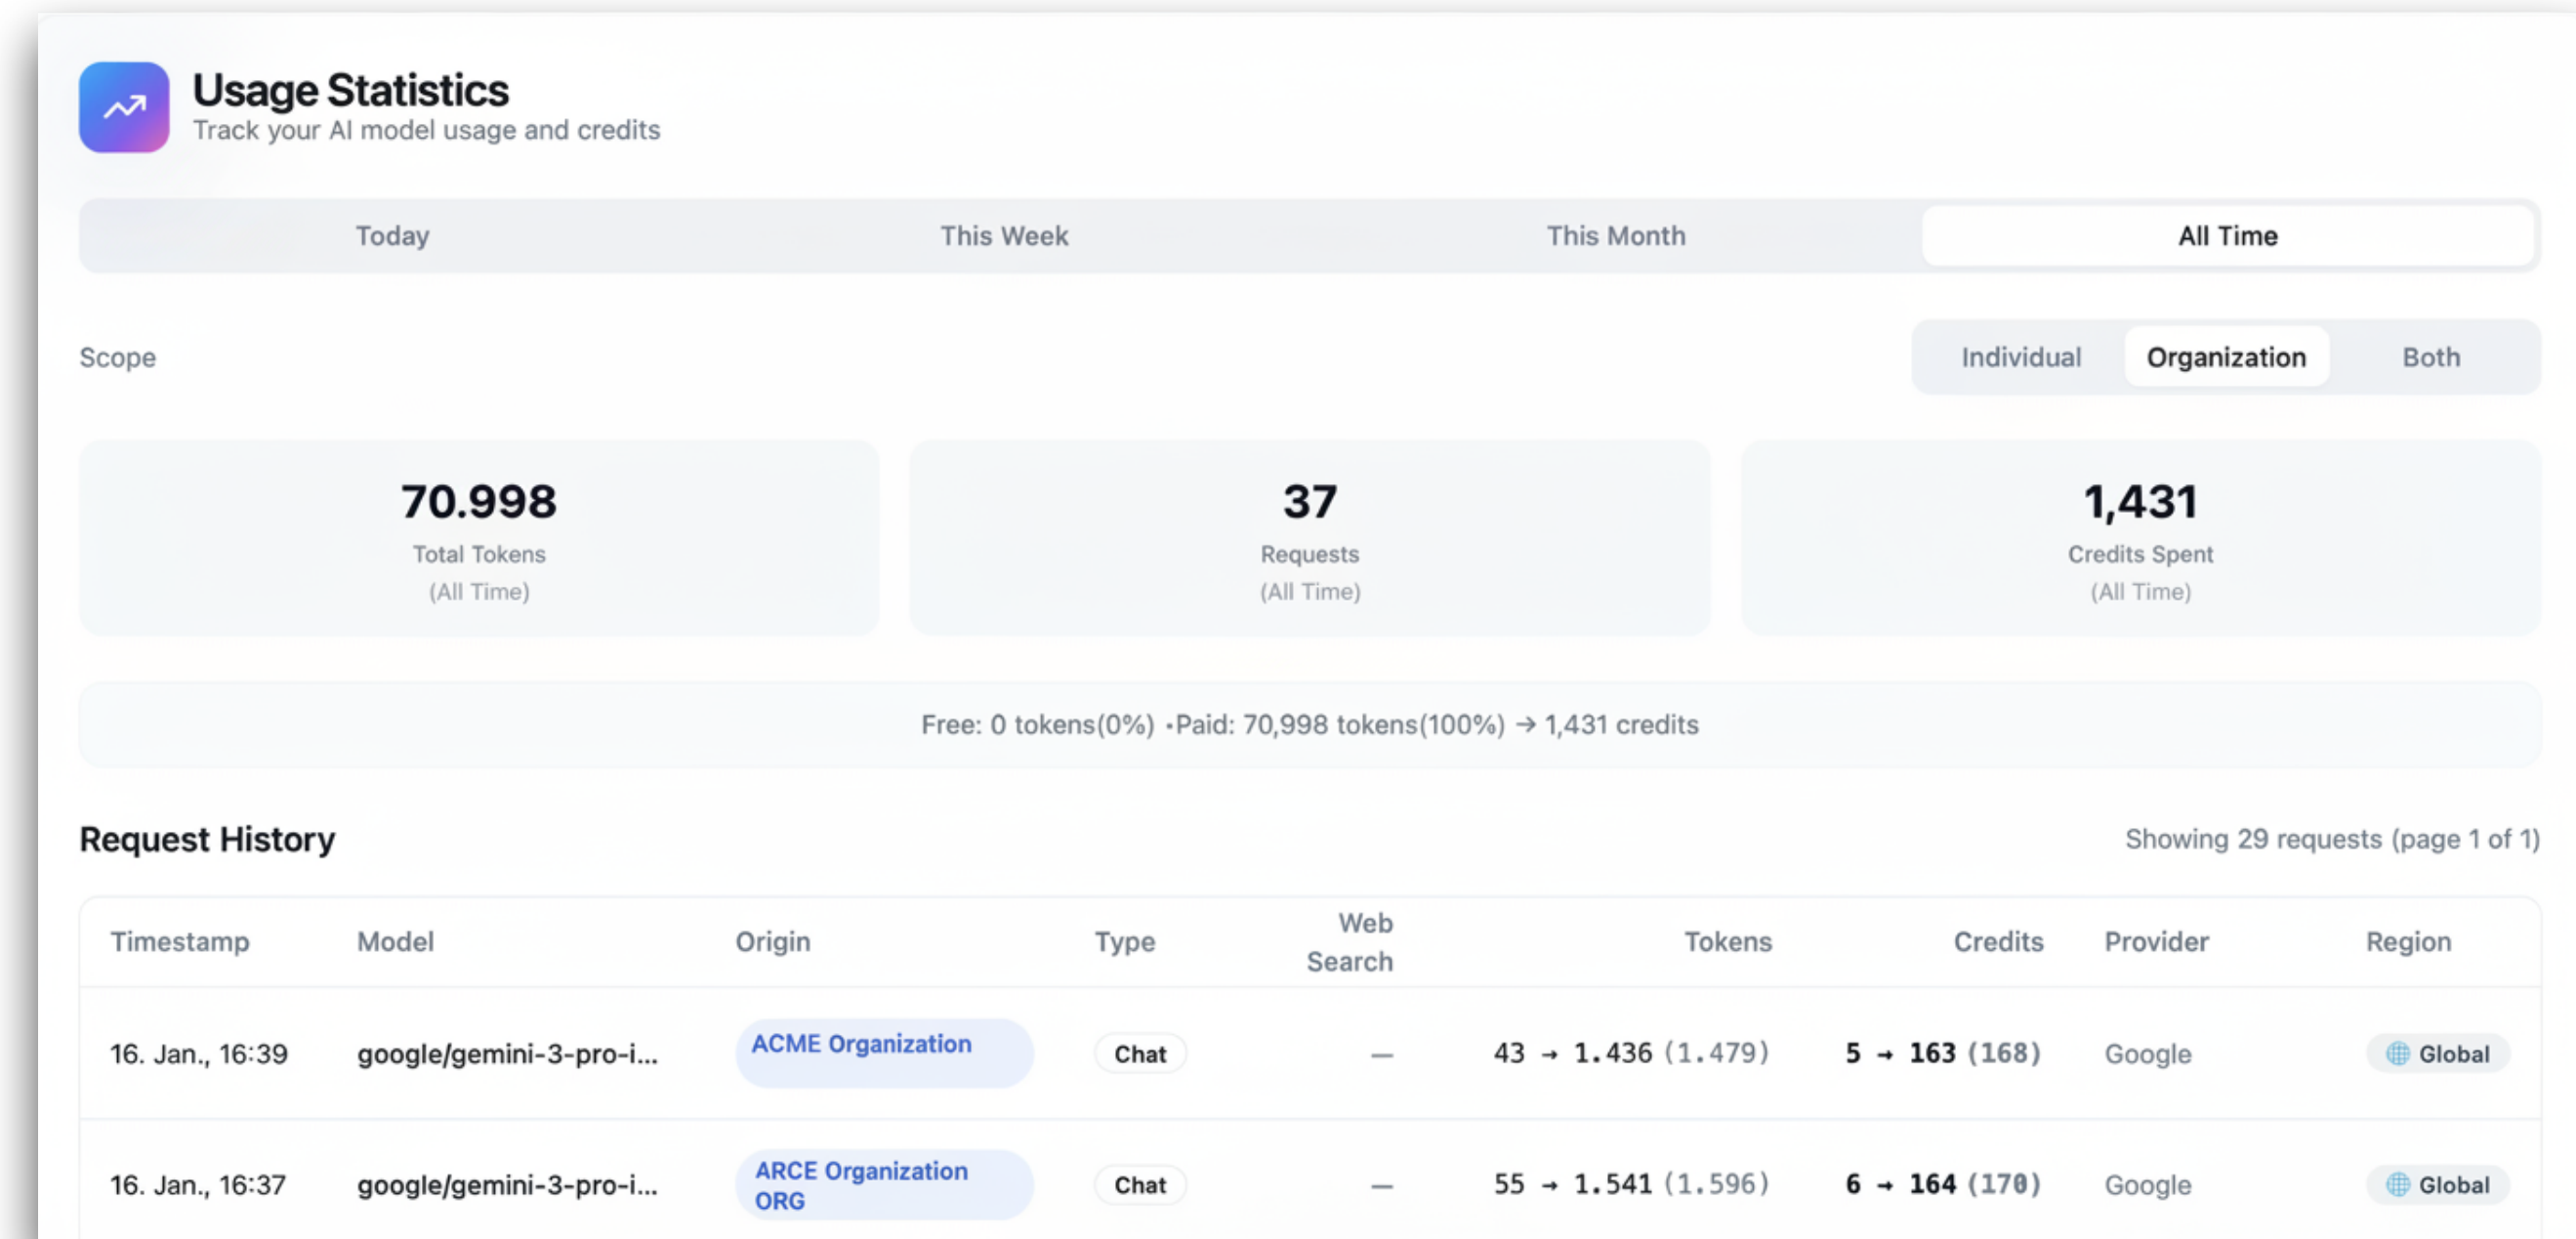 Usage Statistics
Track your AI model usage and credits
Today This Week This Month All Time
Scope Individual Organization Both
70.998 37 1,431
Total Tokens Requests Credits Spent
(All Time) (All Time) (All Time)
Free: 0 tokens(0%) •Paid: 70,998 tokens(100%) → 1,431 credits
Request History Showing 29 requests (page 1 of 1)
Timestamp Model Origin Type Web Search Tokens Credits Provider Region
16. Jan., 16:39 google/gemini-3-pro-i... ACME Organization Chat — 43 → 1.436 (1.479) 5 → 163 (168) Google Global
16. Jan., 16:37 google/gemini-3-pro-i... ARCE Organization ORG Chat — 55 → 1.541 (1.596) 6 → 164 (170) Google Global